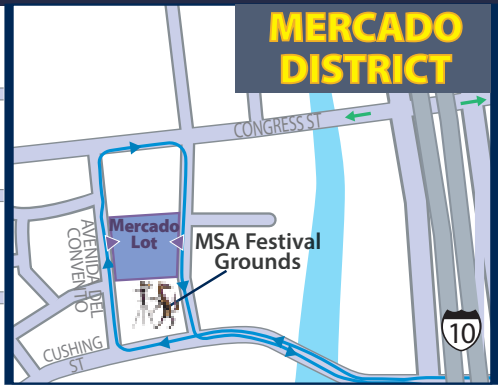 MERCADO
DISTRICT
CONGRESS ST
Mercado
Lot
MSA Festival
Grounds
AVENIDA DEL
CONVENTO
CUSHING
ST
10